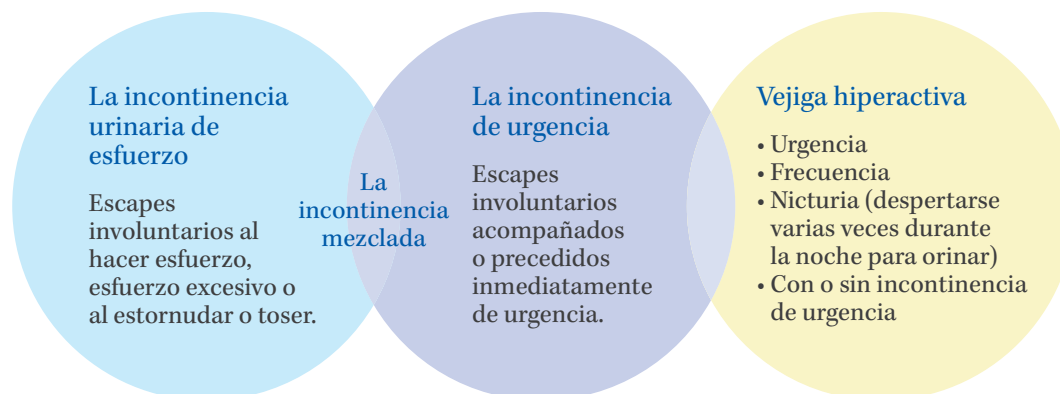 La incontinencia
urinaria de
esfuerzo
Escapes
involuntarios al
hacer esfuerzo,
esfuerzo excesivo o
al estornudar o toser.
La
incontinencia
mezclada
La incontinencia
de urgencia
Escapes
involuntarios
acompañados
o precedidos
inmediatamente
de urgencia.
Vejiga hiperactiva
• Urgencia
• Frecuencia
• Nicturia (despertarse
varias veces durante
la noche para orinar)
• Con o sin incontinencia
de urgencia